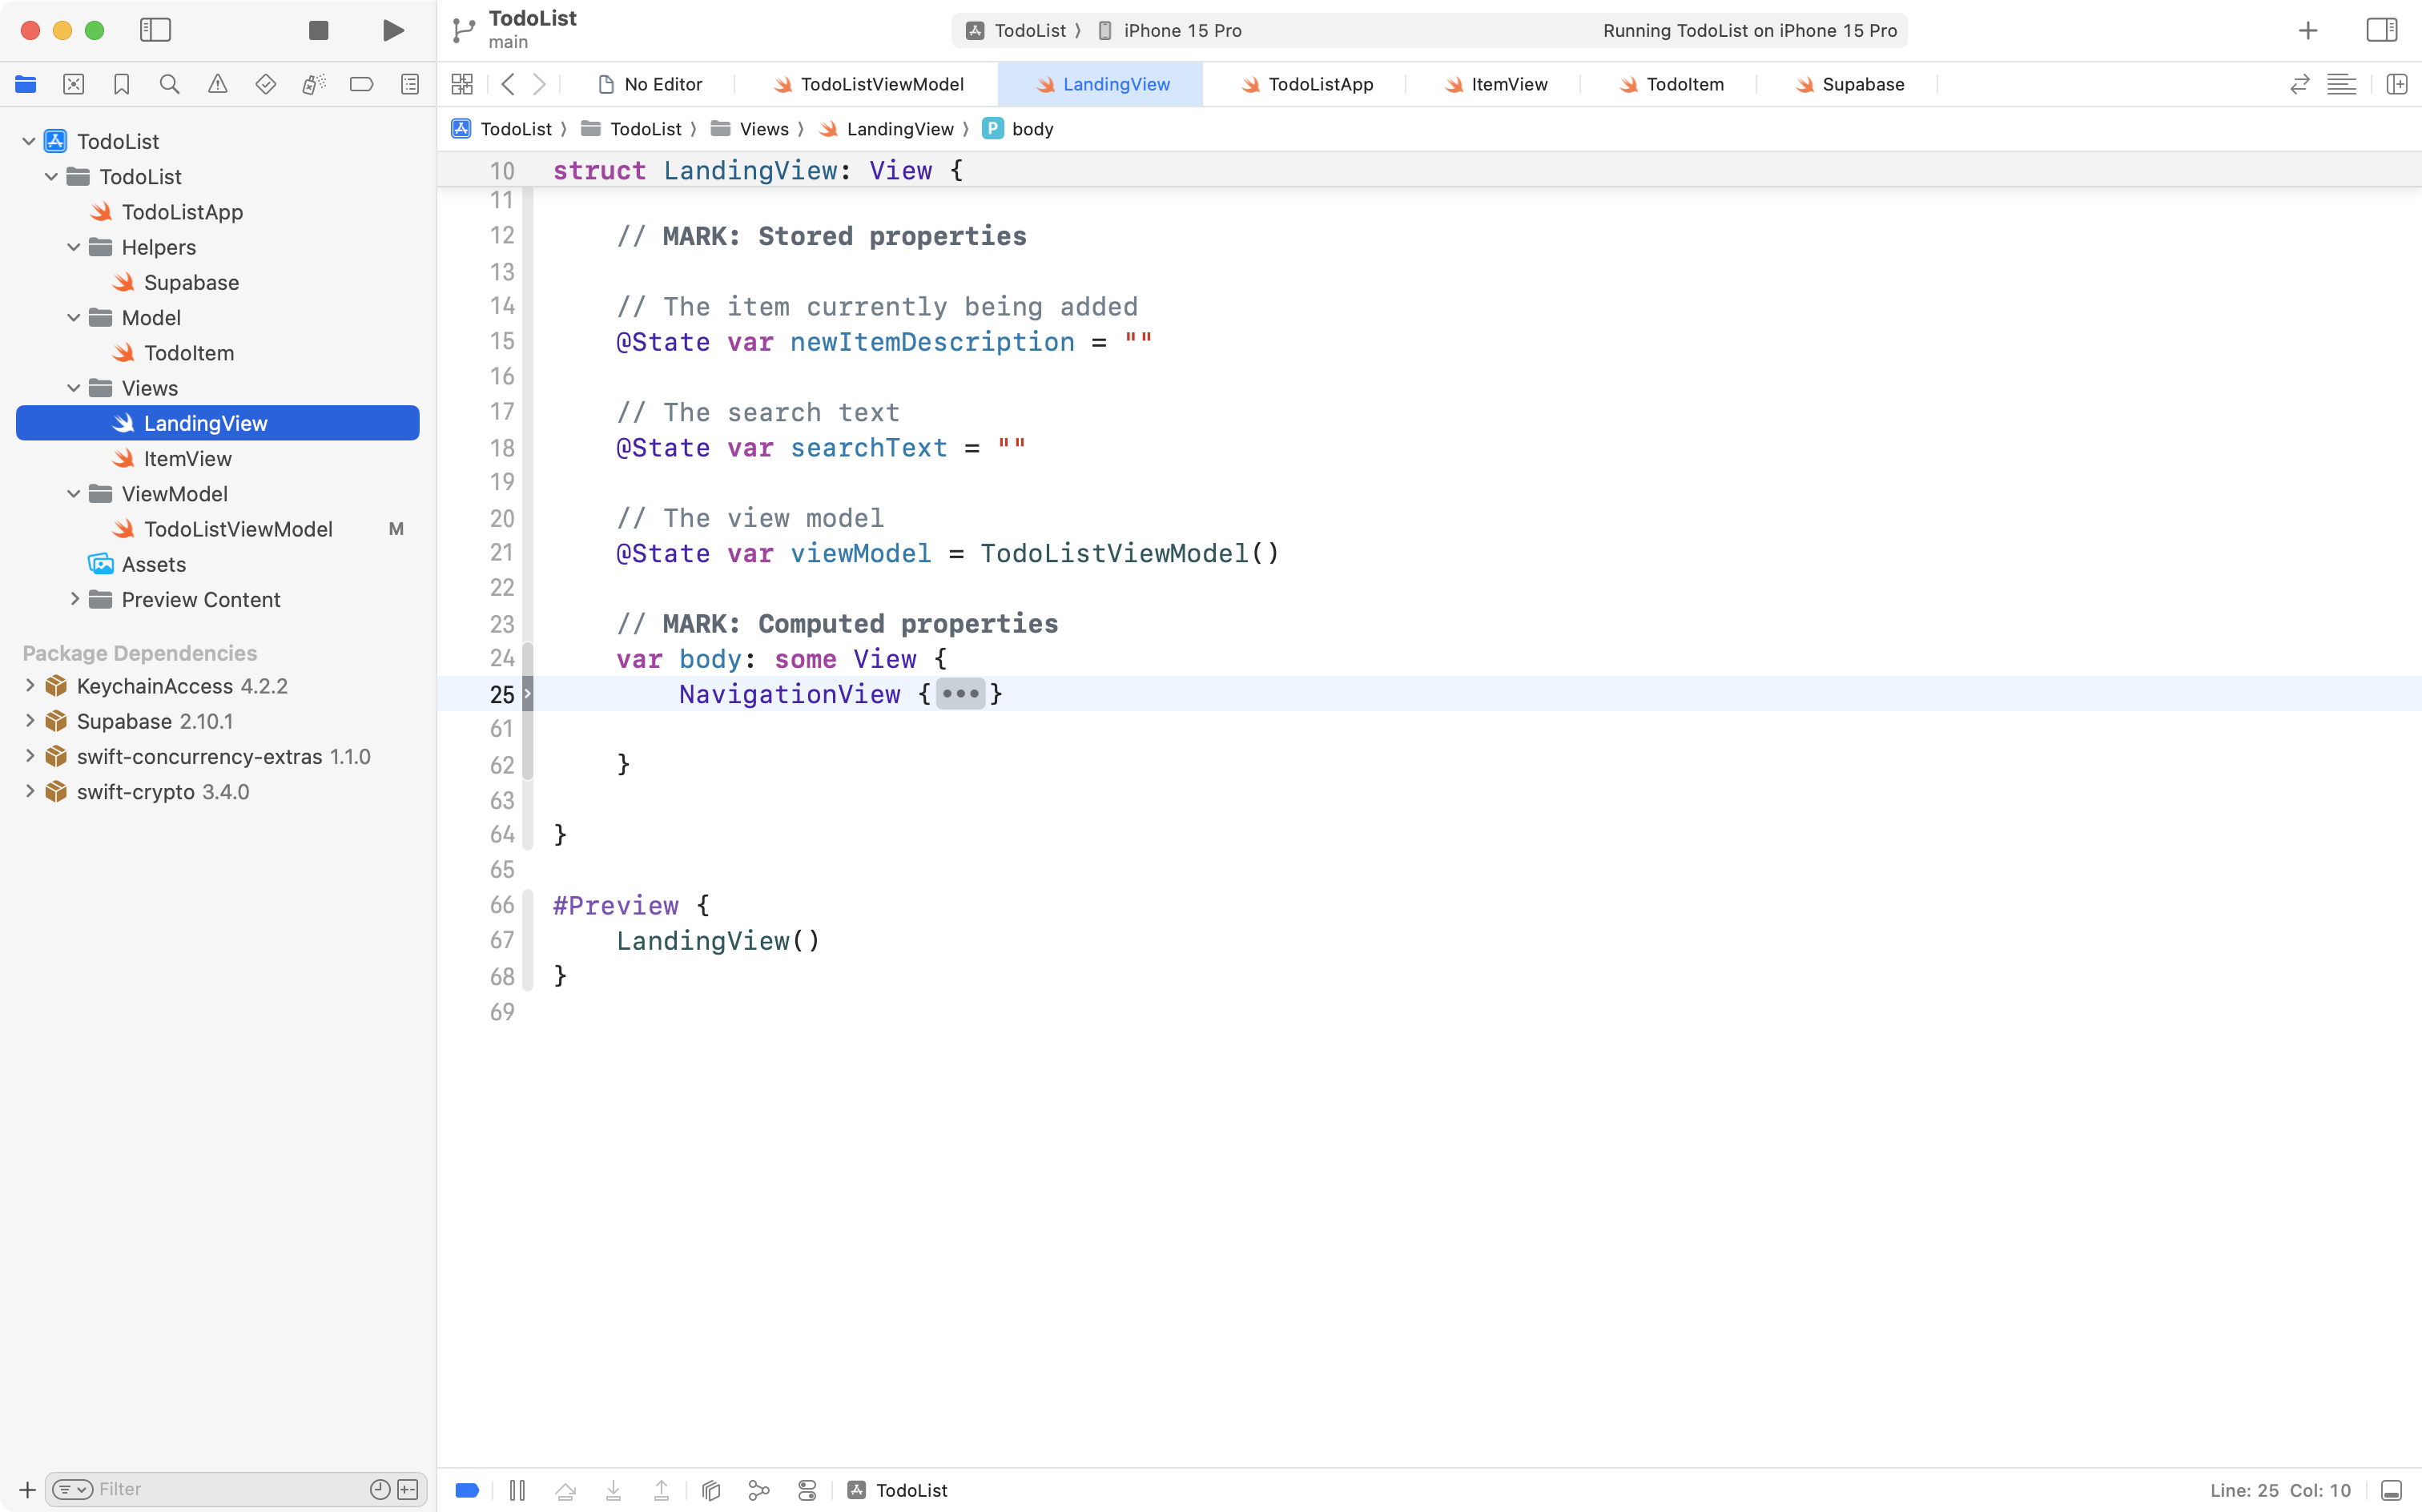 TodoList
main
TodoList 〉 iPhone 15 Pro
Running TodoList on iPhone 15 Pro
No Editor
TodoListViewModel
LandingView
TodoListApp
ItemView
TodoItem
Supabase
TodoList 〉 TodoList 〉 Views 〉 LandingView 〉 P body
TodoList
TodoList
TodoListApp
Helpers
Supabase
Model
TodoItem
Views
LandingView
ItemView
ViewModel
TodoListViewModel M
Assets
Preview Content
Package Dependencies
KeychainAccess 4.2.2
Supabase 2.10.1
swift-concurrency-extras 1.1.0
swift-crypto 3.4.0
Filter
10 struct LandingView: View {
11
12 // MARK: Stored properties
13
14 // The item currently being added
15 @State var newItemDescription = ""
16
17 // The search text
18 @State var searchText = ""
19
20 // The view model
21 @State var viewModel = TodoListViewModel()
22
23 // MARK: Computed properties
24 var body: some View {
25 NavigationView {•••}
61
62 }
63
64 }
65
66 #Preview {
67 LandingView()
68 }
69
TodoList
Line: 25 Col: 10